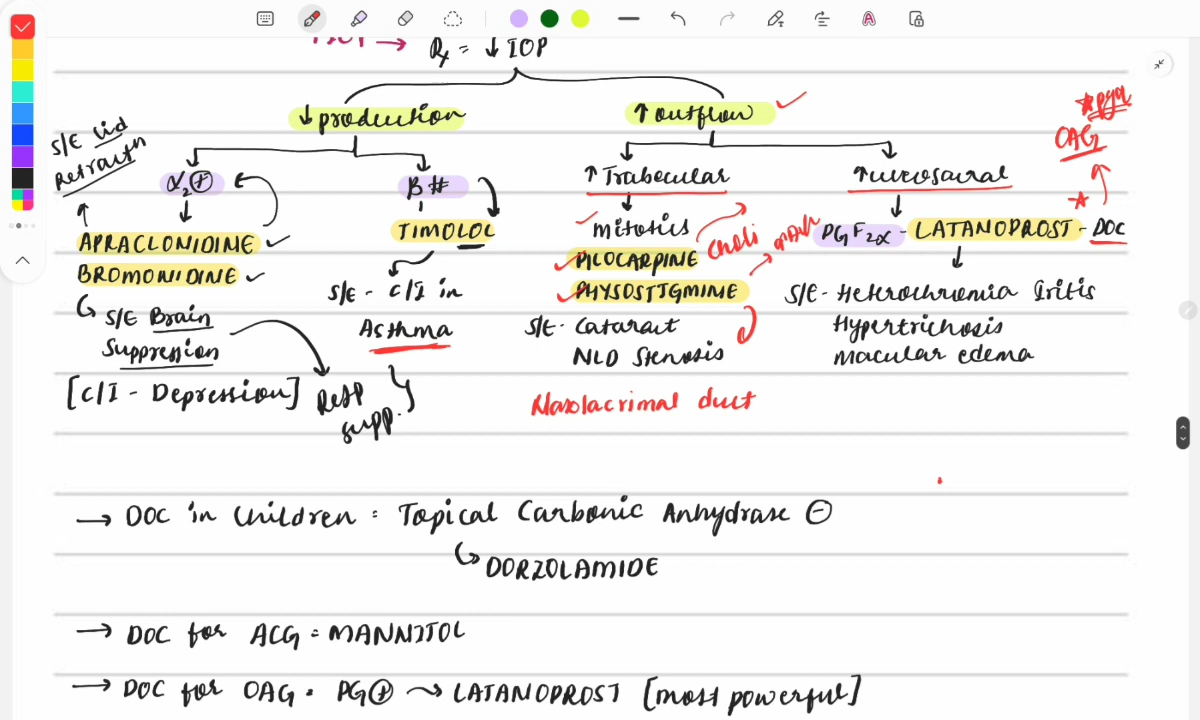 Rx = ↓ IOP
↓ production
↑ outflow
*pyq
OAG
S/E Lid
Retractn
α2⊕
B #
↑ Trabecular
↑ uveoscleral
APRACLONIDINE
BROMONIDINE
S/E Brain
Suppression
[C/I - Depression]
TIMOLOL
S/E - C/I in
Asthma
Resp
supp.
miotics
PILOCARPINE
PHYSOSTIGMINE
Choli
S/E - Cataract
NLD Stenosis
Nasolacrimal duct
PGF2α - LATANOPROST - DOC
S/E - Heterochromia Iritis
Hypertrichosis
macular edema
→ DOC in children = Topical Carbonic Anhydrase ⊖
DORZOLAMIDE
→ DOC for ACG = MANNITOL
→ DOC for OAG = PG⊕ → LATANOPROST [most powerful]